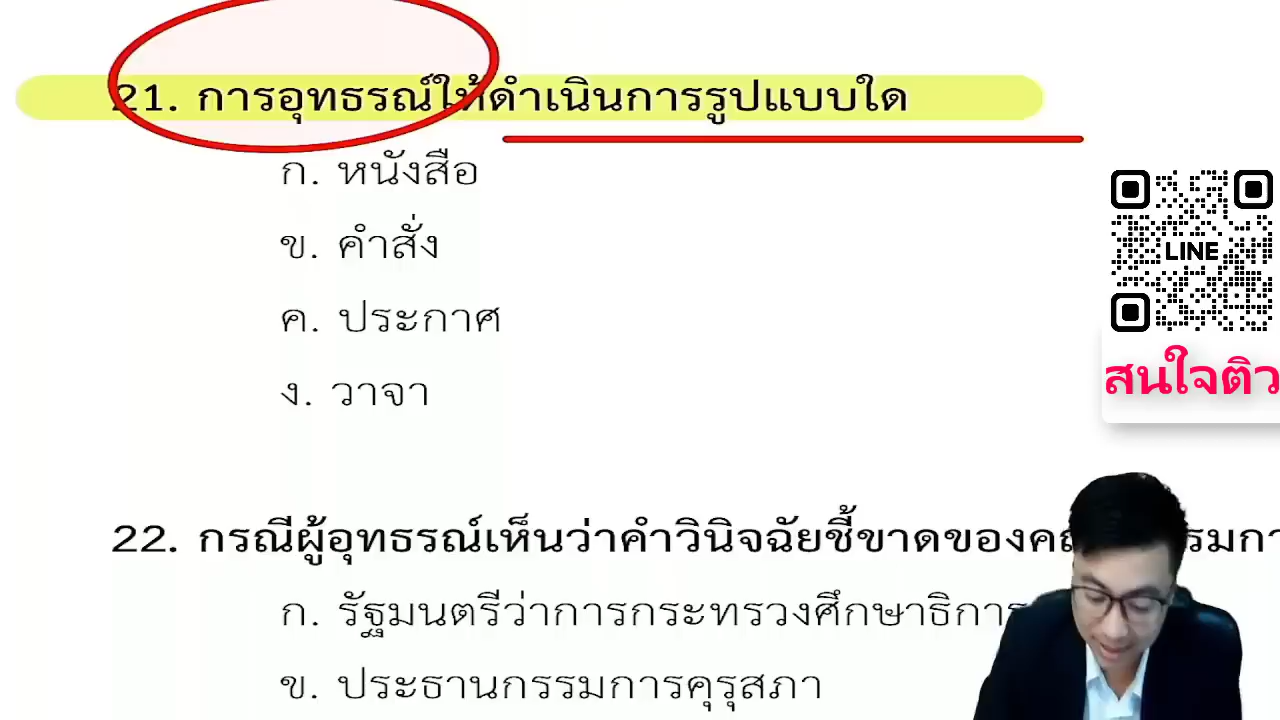 21. การอุทธรณ์ให้ดำเนินการรูปแบบใด
ก. หนังสือ
ข. คำสั่ง
ค. ประกาศ
ง. วาจา
LINE
สนใจติว
22. กรณีผู้อุทธรณ์เห็นว่าคำวินิจฉัยชี้ขาดของ
ก. รัฐมนตรีว่าการกระทรวงศึกษาธิการ
ข. ประธานกรรมการคุรุสภา